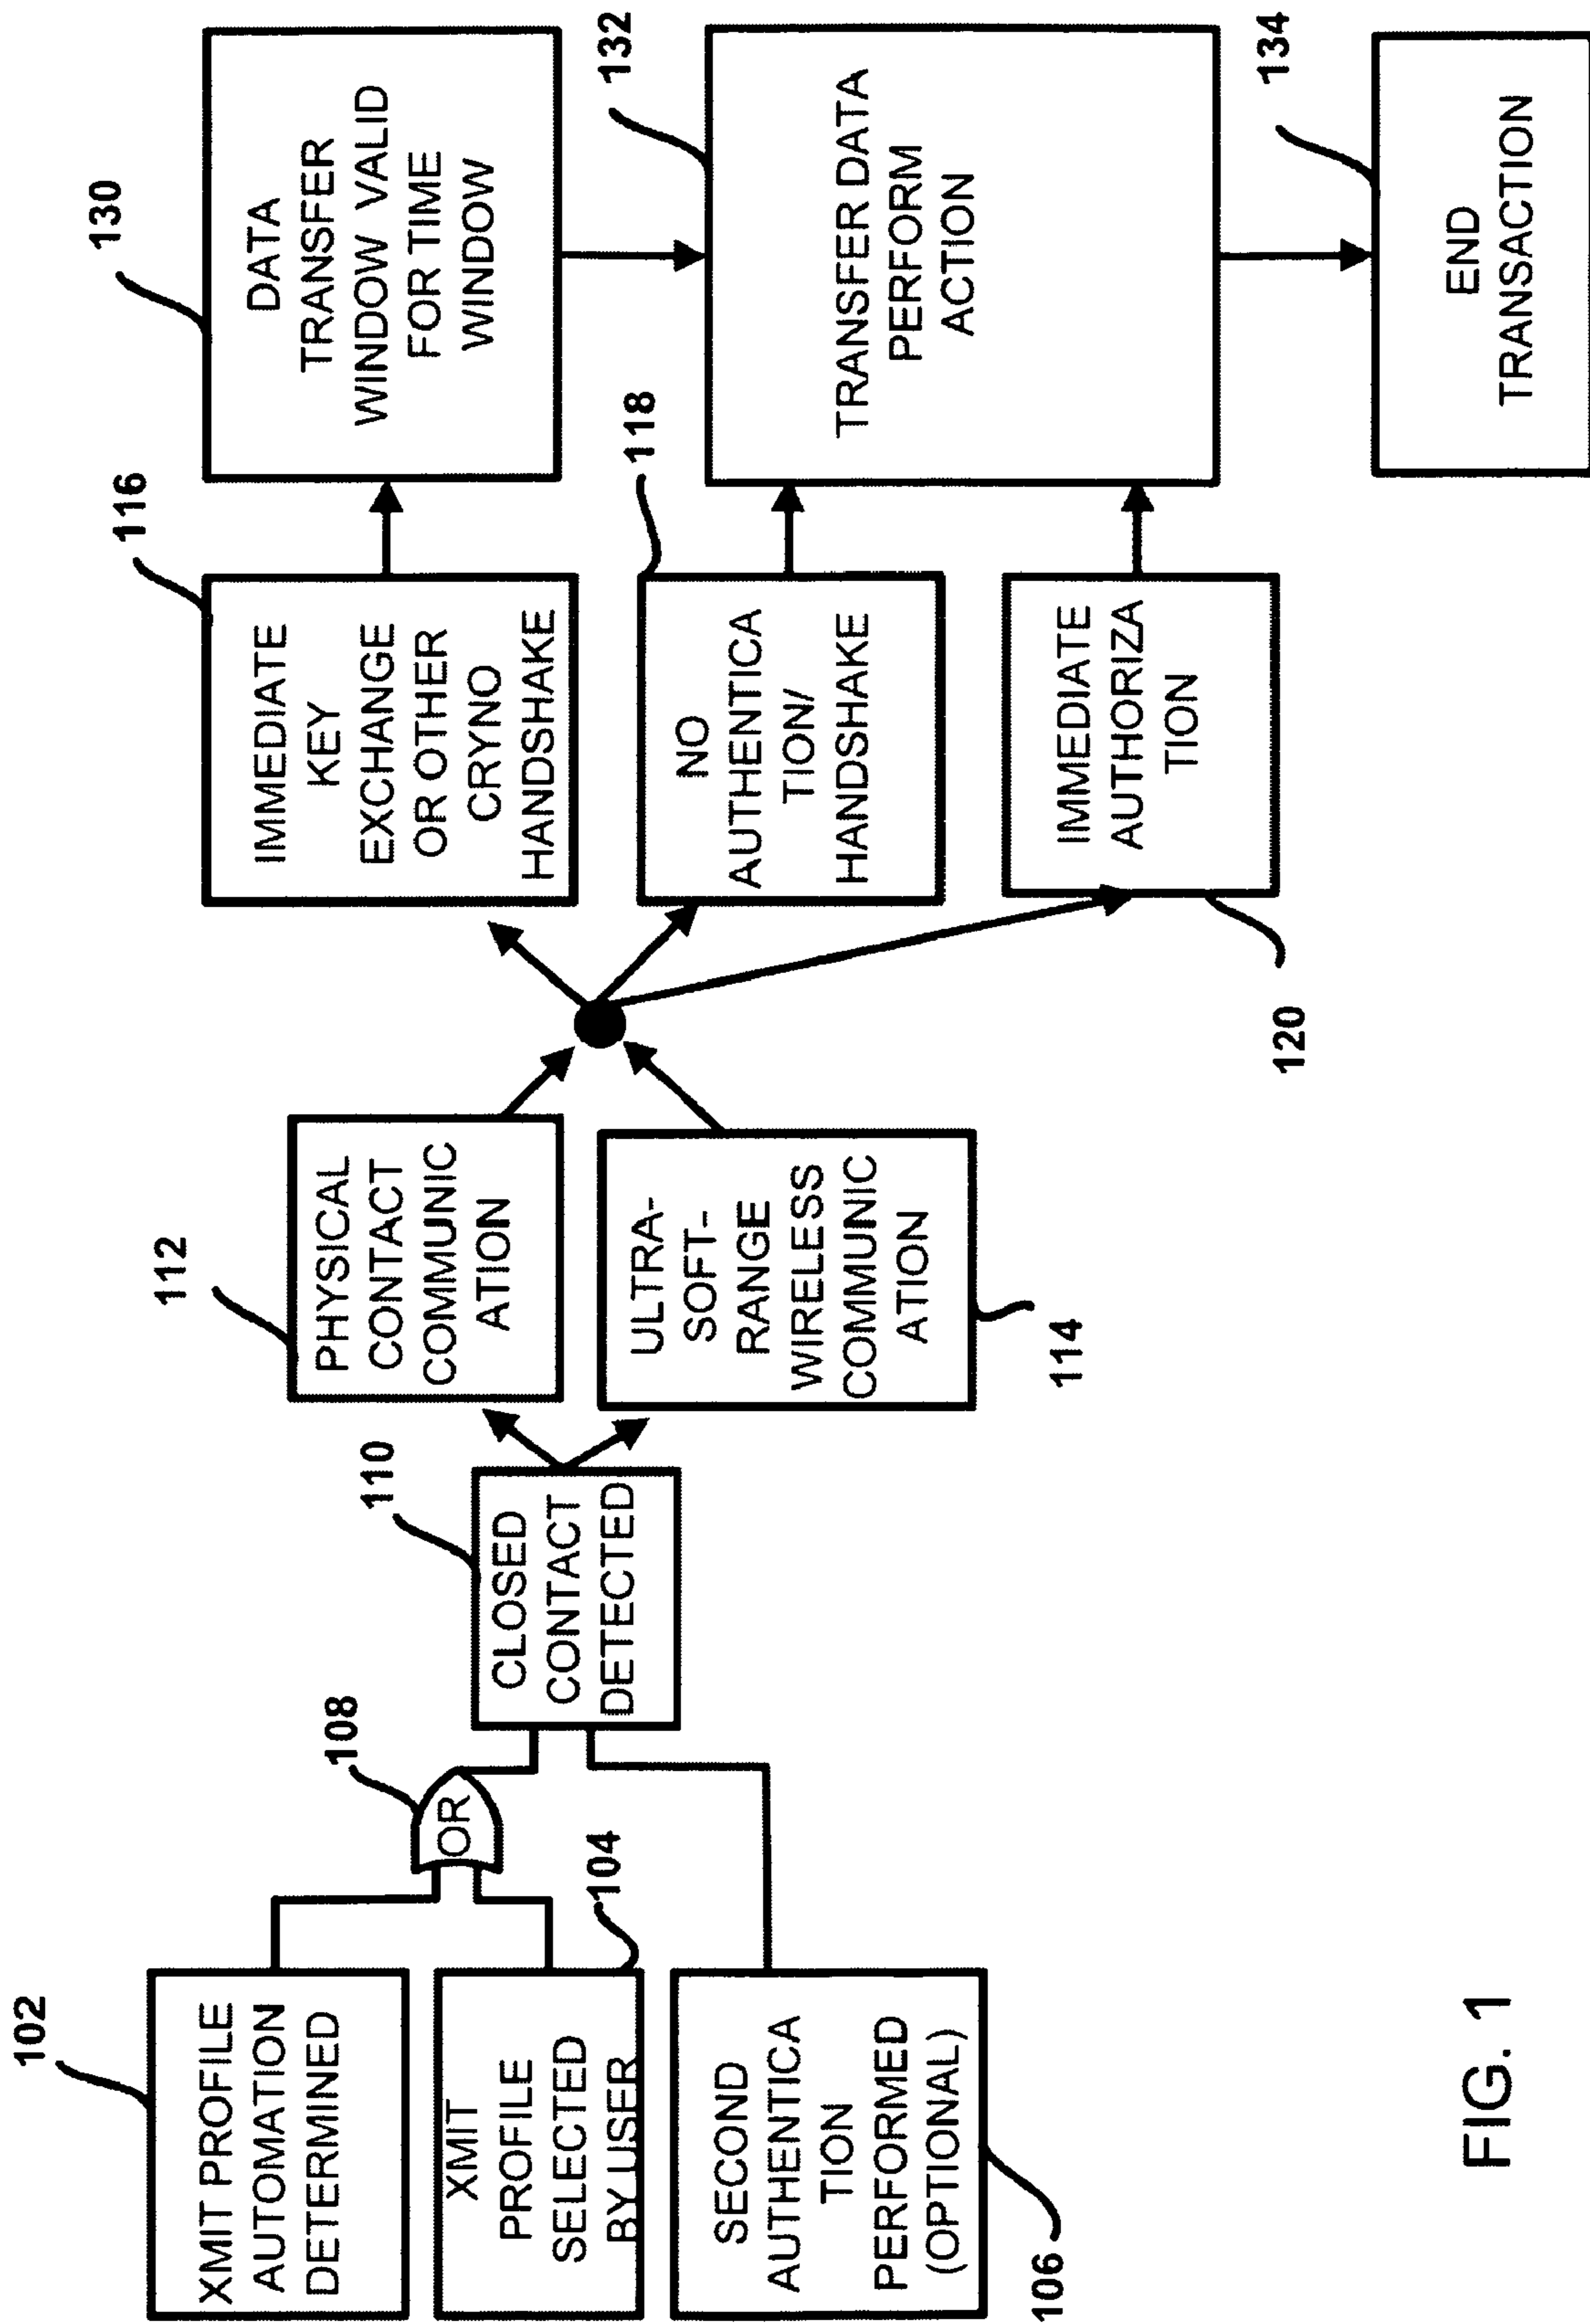 102
XMIT PROFILE
AUTOMATION
DETERMINED
XMIT
PROFILE
SELECTED
BY USER
104
SECOND
AUTHENTICA
TION
PERFORMED
(OPTIONAL)
106
108
OR
110
CLOSED
CONTACT
DETECTED
112
PHYSICAL
CONTACT
COMMUNIC
ATION
ULTRA-
SOFT-
RANGE
WIRELESS
COMMUNIC
ATION
114
116
IMMEDIATE
KEY
EXCHANGE
OR OTHER
CRYNO
HANDSHAKE
118
NO
AUTHENTICA
TION/
HANDSHAKE
IMMEDIATE
AUTHORIZA
TION
120
130
DATA
TRANSFER
WINDOW VALID
FOR TIME
WINDOW
132
TRANSFER DATA
PERFORM
ACTION
134
END
TRANSACTION
FIG. 1